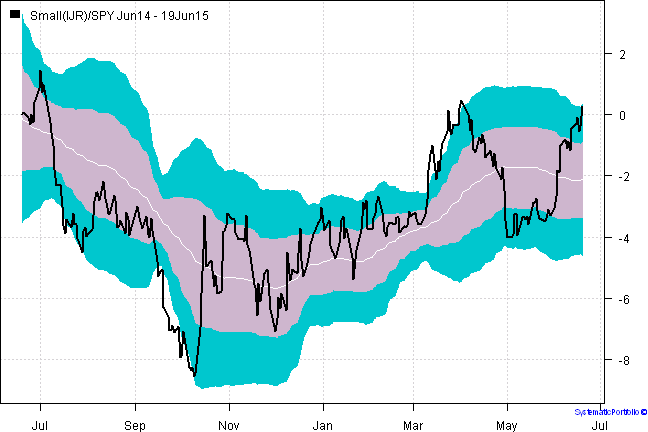 Small(IJR)/SPY Jun14 - 19Jun15
2
0
-2
-4
-6
-8
Jul
Sep
Nov
Jan
Mar
May
Jul
SystematicPortfolio ©